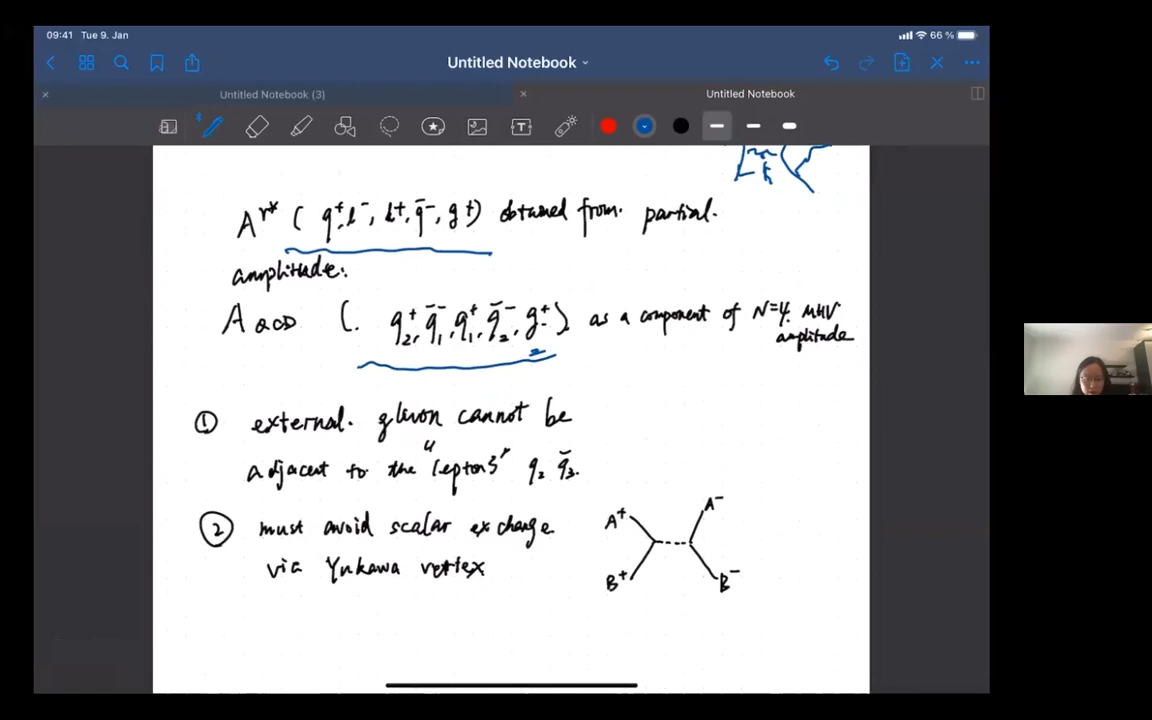 09:41 Tue 9. Jan
66 %
Untitled Notebook
Untitled Notebook (3)
Untitled Notebook
A^γ* ( q^+, l^-, l^+, q̄^-, g^+) obtained from. partial.
amplitude:
A QCD (. q_2^+, q̄_1^-, q_1^+, q̄_2^-, g^+ ) as a component of N=4. MHV
amplitude
① external. gluon cannot be
adjacent to the "leptons" q_2 q̄_3.
② must avoid scalar exchange
via Yukawa vertex
A^+ A^-
B^+ B^-